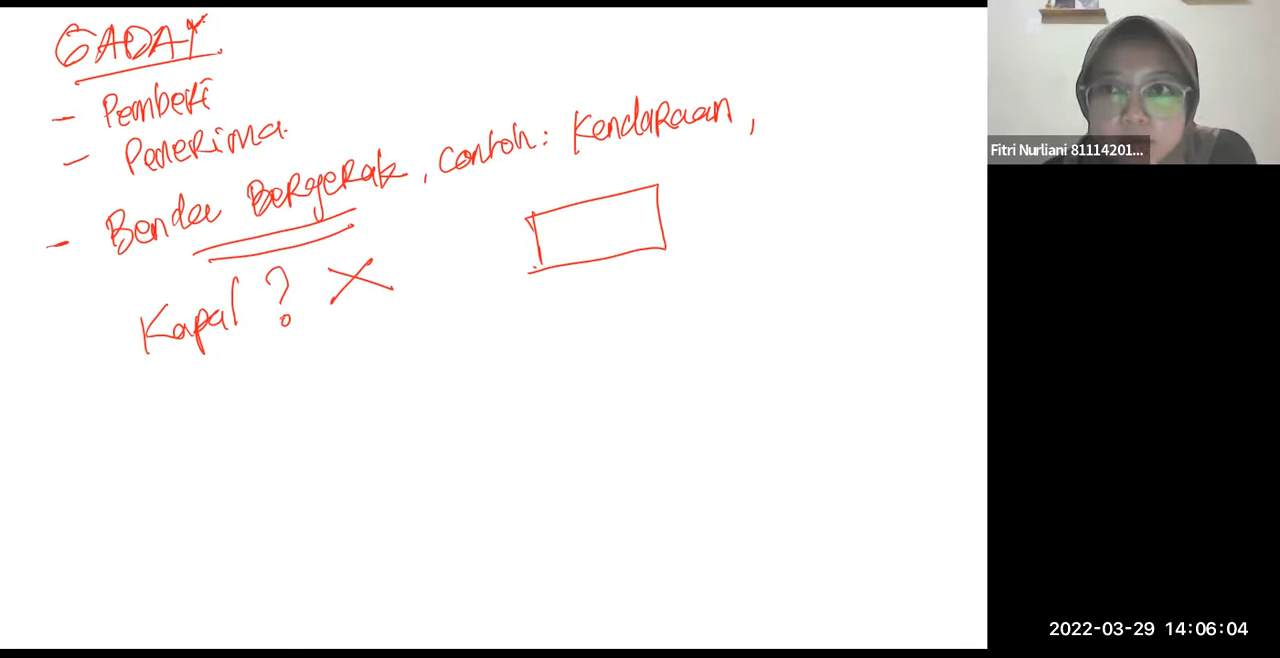 GADAI
- Pemberi
- Penerima.
- Benda Bergerak, Contoh: Kendaraan,
Kapal ? X
Fitri Nurliani 81114201...
2022-03-29 14:06:04